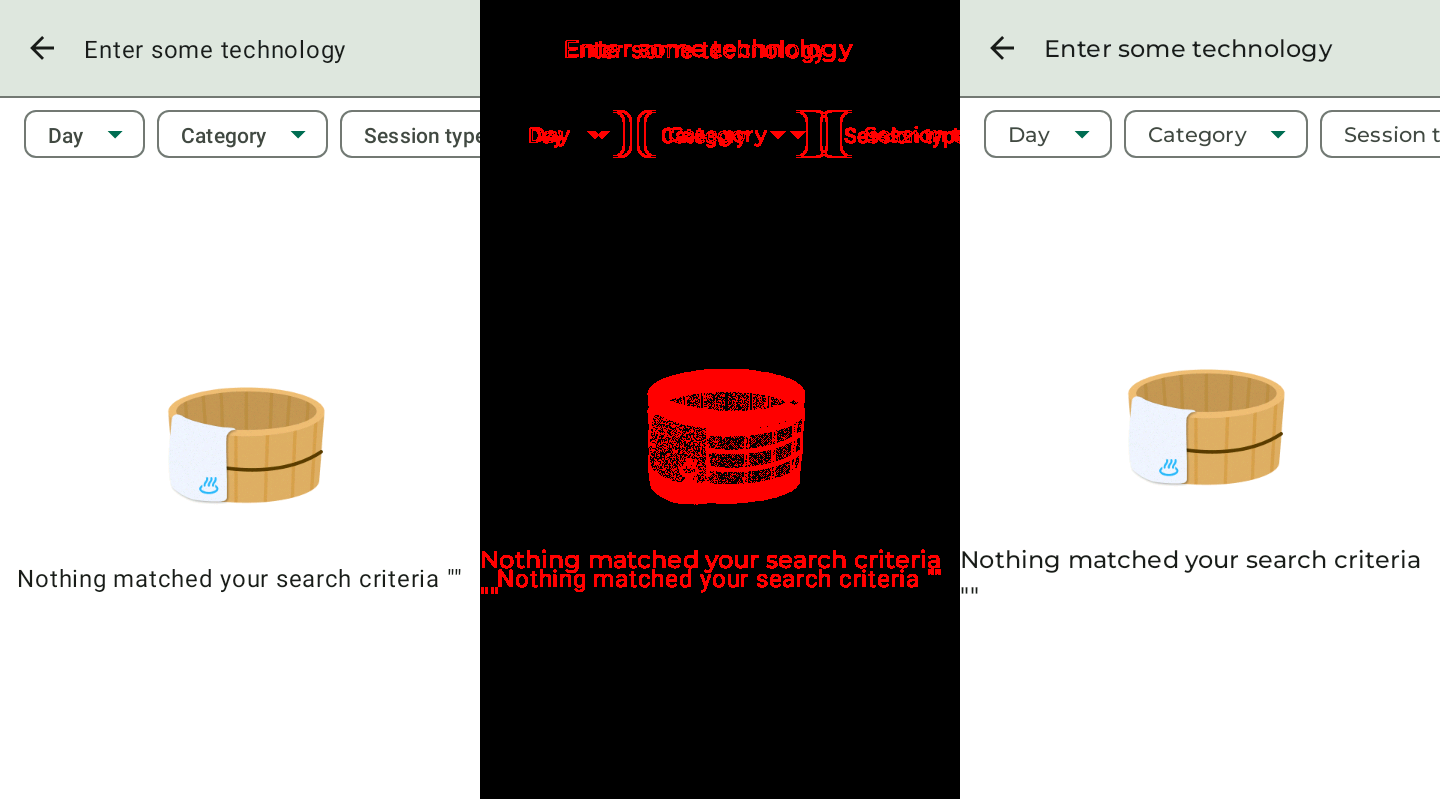 Enter some technology
Day
Category
Session type
Nothing matched your search criteria ""
Enter some technology
Day
Category
Session
Nothing matched your search criteria
""
Nothing matched your search criteria ""
Enter some technology
Day
Category
Session t
Nothing matched your search criteria
""